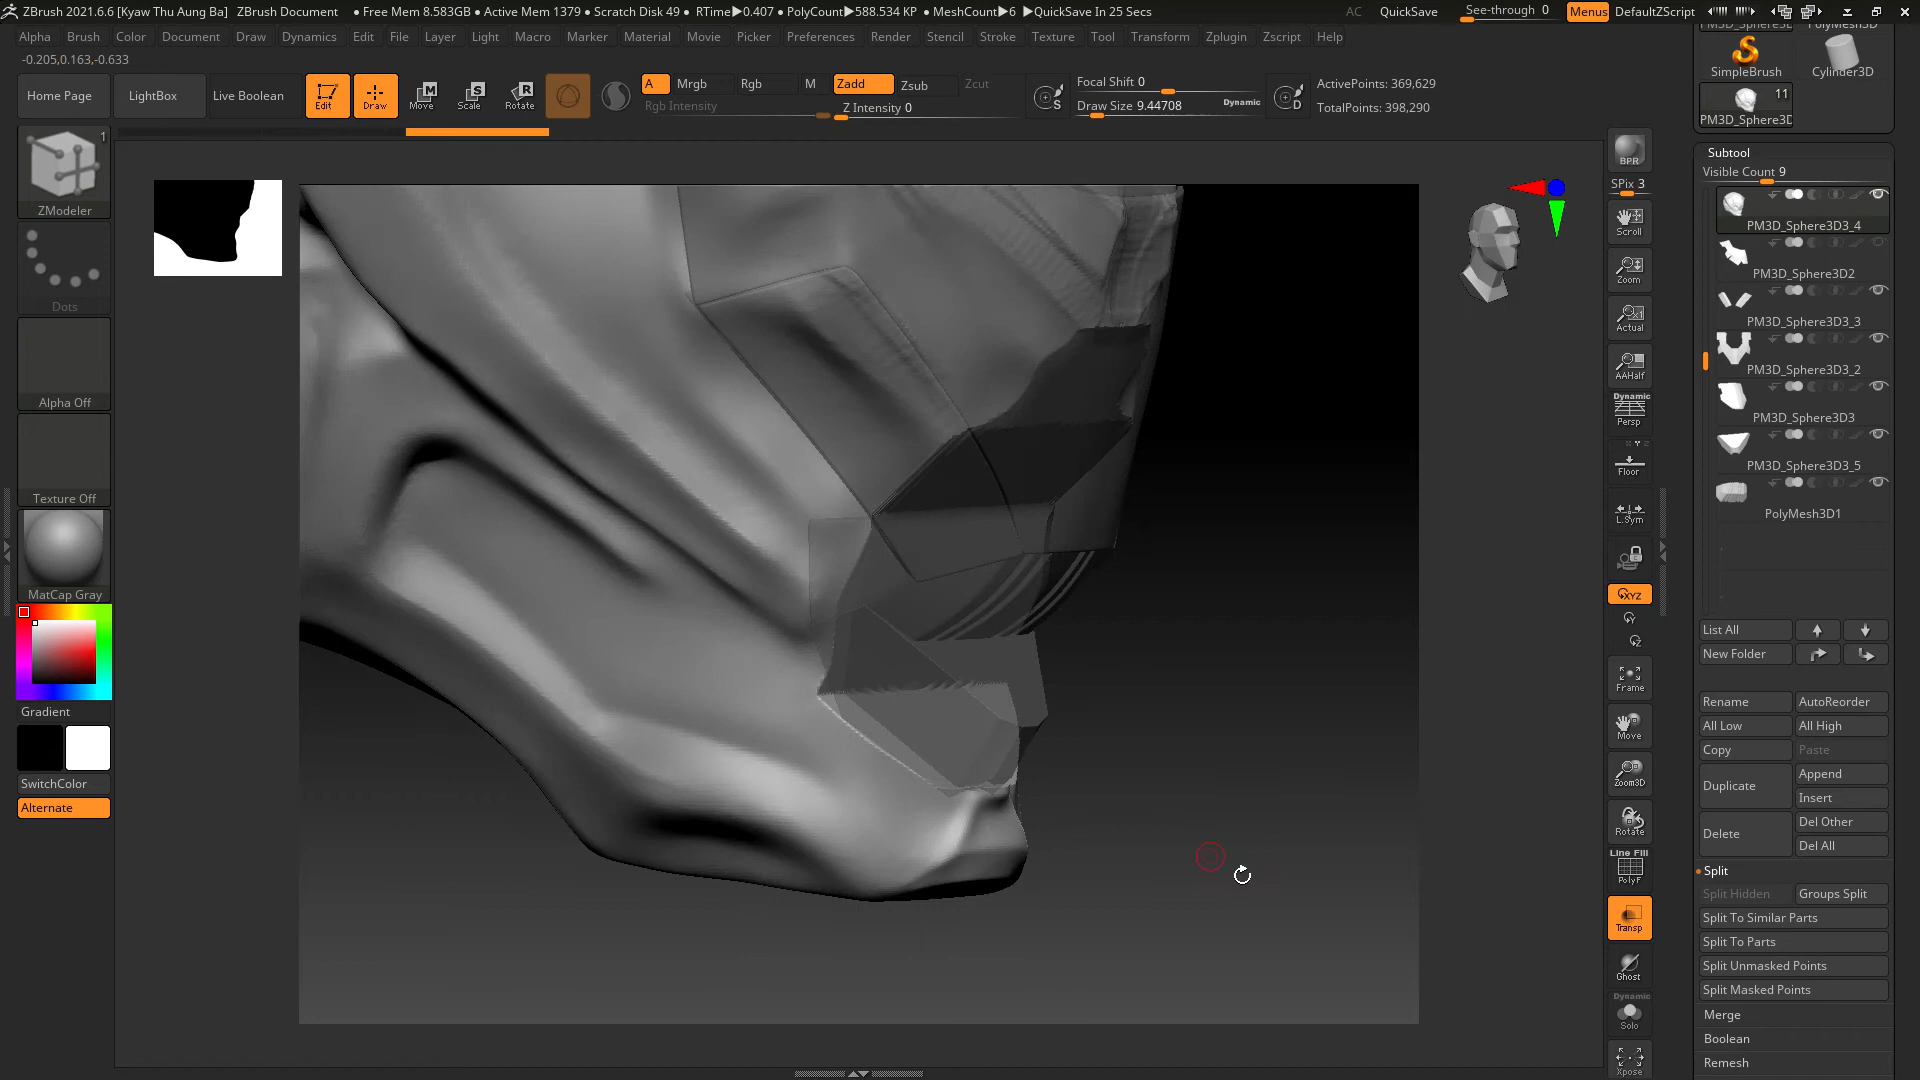 ZBrush 2021.6.6 [Kyaw Thu Aung Ba] ZBrush Document • Free Mem 8.583GB • Active Mem 1379 • Scratch Disk 49 • RTime▶0.407 • PolyCount▶588.534 KP • MeshCount▶6 ▶QuickSave In 25 Secs AC QuickSave See-through 0 Menus DefaultZScript
Alpha Brush Color Document Draw Dynamics Edit File Layer Light Macro Marker Material Movie Picker Preferences Render Stencil Stroke Texture Tool Transform Zplugin Zscript Help
-0.205,0.163,-0.633
Home Page
LightBox
Live Boolean
Edit
Draw
Move
Scale
Rotate
A
Mrgb
Rgb
M
Zadd
Zsub
Zcut
Rgb Intensity
Z Intensity 0
S
Focal Shift 0
Draw Size 9.44708
Dynamic
D
ActivePoints: 369,629
TotalPoints: 398,290
1
ZModeler
Dots
Alpha Off
Texture Off
MatCap Gray
Gradient
SwitchColor
Alternate
BPR
SPix 3
Scroll
Zoom
Actual
AAHalf
Dynamic
Persp
Floor
L.Sym
XYZ
Y
Z
Frame
Move
Zoom3D
Rotate
Line Fill
PolyF
Transp
Ghost
Dynamic
Solo
Xpose
SimpleBrush
Cylinder3D
11
PM3D_Sphere3D
Subtool
Visible Count 9
PM3D_Sphere3D3_4
PM3D_Sphere3D2
PM3D_Sphere3D3_3
PM3D_Sphere3D3_2
PM3D_Sphere3D3
PM3D_Sphere3D3_5
PolyMesh3D1
List All
New Folder
Rename
AutoReorder
All Low
All High
Copy
Paste
Duplicate
Append
Insert
Delete
Del Other
Del All
Split
Split Hidden
Groups Split
Split To Similar Parts
Split To Parts
Split Unmasked Points
Split Masked Points
Merge
Boolean
Remesh